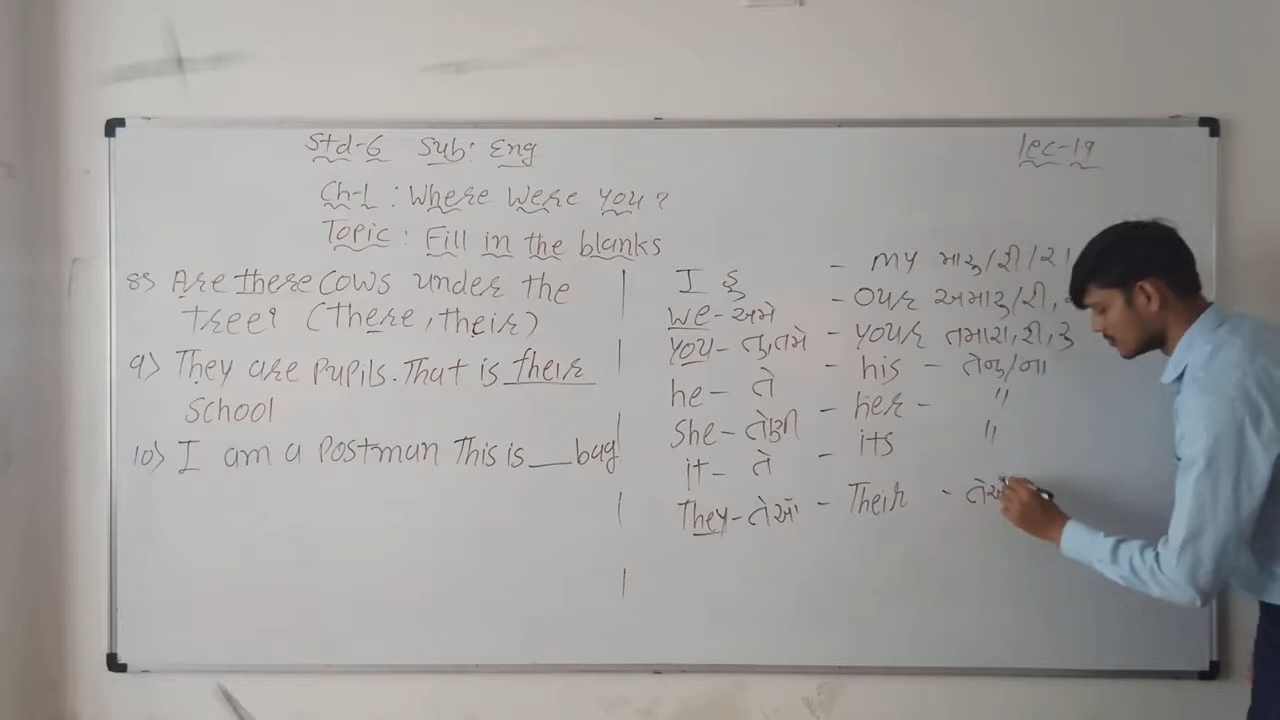 Std-6 Sub: Eng
lec-19
Ch-1 : Where were you?
Topic : Fill in the blanks
8) Are there cows under the
tree? (there, their)
9) They are pupils. That is their
school
10) I am a postman This is __ bag
I હુ - my મારૂ/રી/રા
we - અમે - our અમારૂ/રી,
you - તુ,તમે - your તમારા,રી,રૂ
he - તે - his - તેનુ/ના
she - તેણી - her - "
it - તે - its "
They - તેઓ - Their - તેઓ